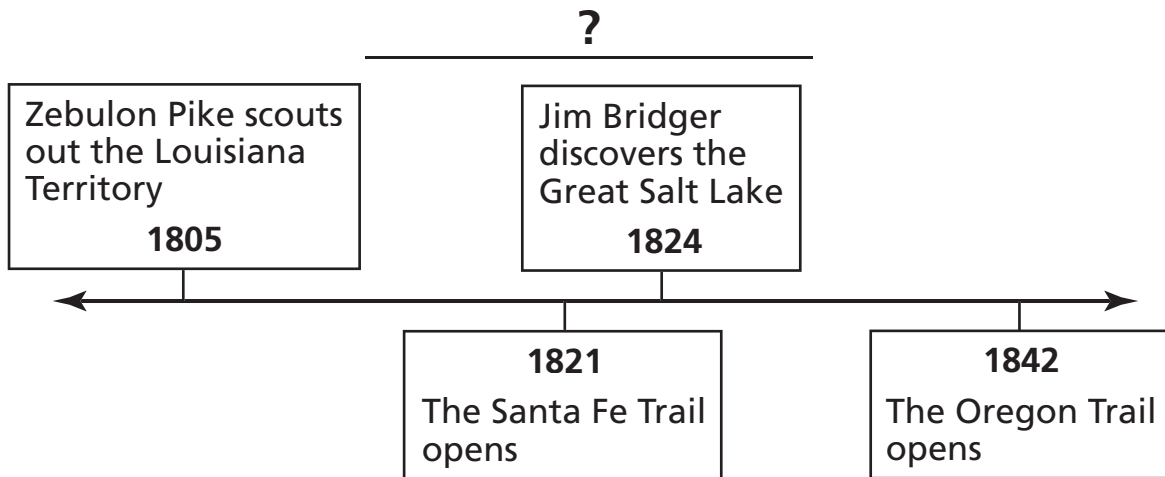 ?
Zebulon Pike scouts
out the Louisiana
Territory
1805
Jim Bridger
discovers the
Great Salt Lake
1824
1821
The Santa Fe Trail
opens
1842
The Oregon Trail
opens